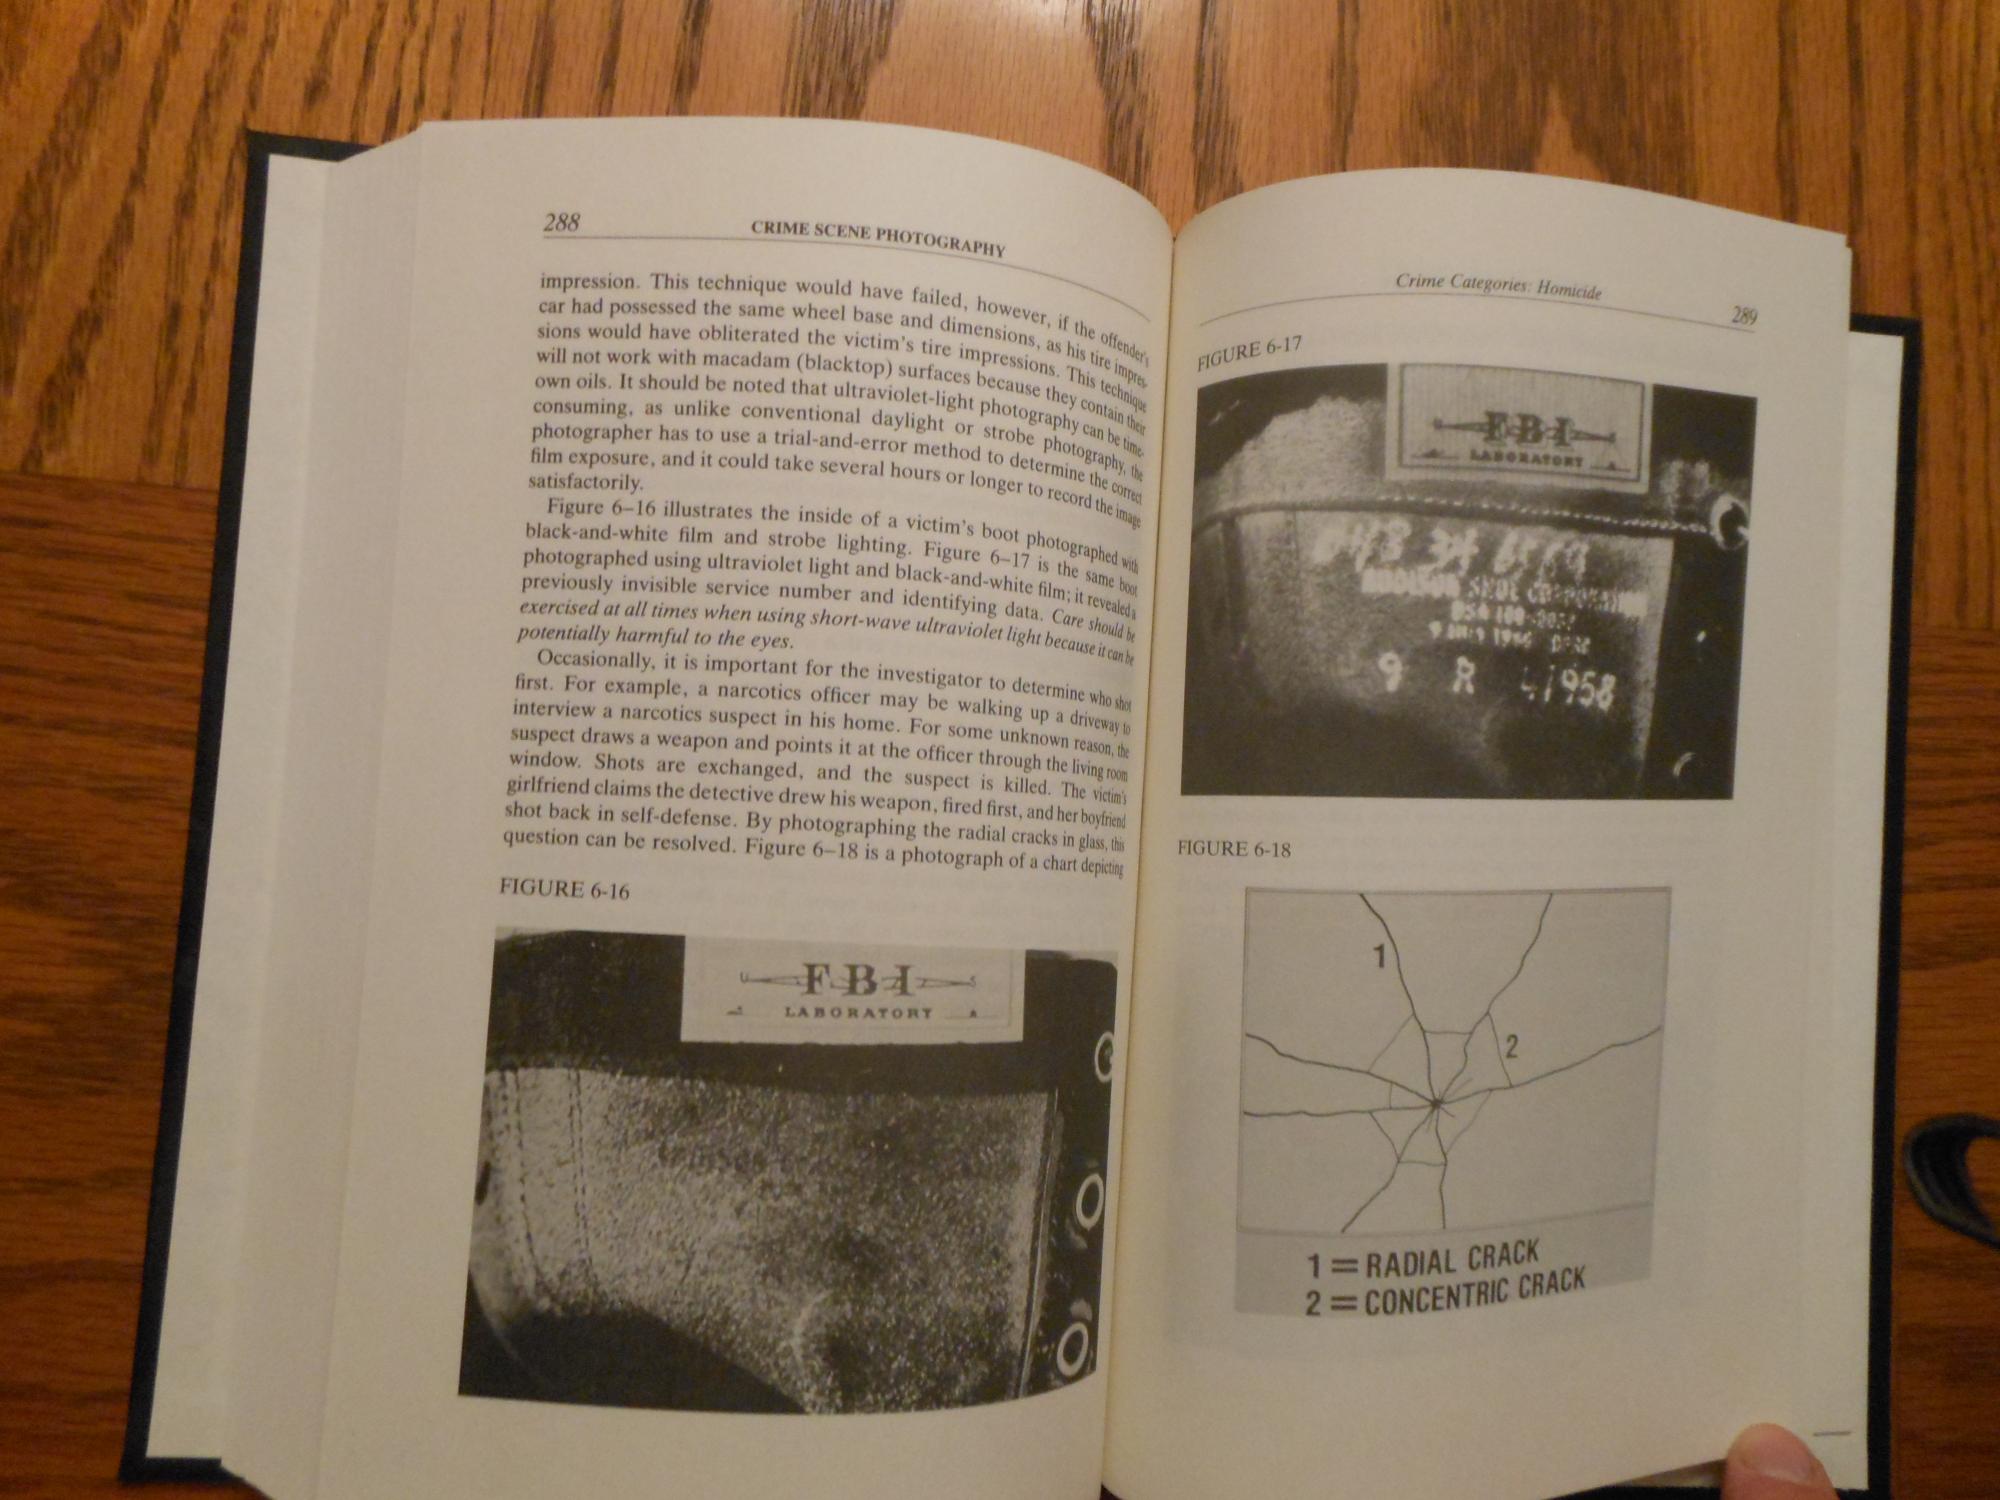 288
CRIME SCENE PHOTOGRAPHY
impression. This technique would have failed, however, if the offender's
car had possessed the same wheel base and dimensions, as his tire impres-
sions would have obliterated the victim's tire impressions. This technique
will not work with macadam (blacktop) surfaces because they contain their
own oils. It should be noted that ultraviolet-light photography can be time-
consuming, as unlike conventional daylight or strobe photography, the
photographer has to use a trial-and-error method to determine the correct
film exposure, and it could take several hours or longer to record the image
satisfactorily.
Figure 6–16 illustrates the inside of a victim's boot photographed with
black-and-white film and strobe lighting. Figure 6–17 is the same boot
photographed using ultraviolet light and black-and-white film; it revealed a
previously invisible service number and identifying data. Care should be
exercised at all times when using short-wave ultraviolet light because it can be
potentially harmful to the eyes.
Occasionally, it is important for the investigator to determine who shot
first. For example, a narcotics officer may be walking up a driveway to
interview a narcotics suspect in his home. For some unknown reason, the
suspect draws a weapon and points it at the officer through the living room
window. Shots are exchanged, and the suspect is killed. The victim's
girlfriend claims the detective drew his weapon, fired first, and her boyfriend
shot back in self-defense. By photographing the radial cracks in glass, this
question can be resolved. Figure 6–18 is a photograph of a chart depicting
FIGURE 6-16
FBI
LABORATORY
Crime Categories: Homicide
289
FIGURE 6-17
FBI
LABORATORY
SHOE CORPORATION
9 R 41958
FIGURE 6-18
1
2
1 = RADIAL CRACK
2 = CONCENTRIC CRACK